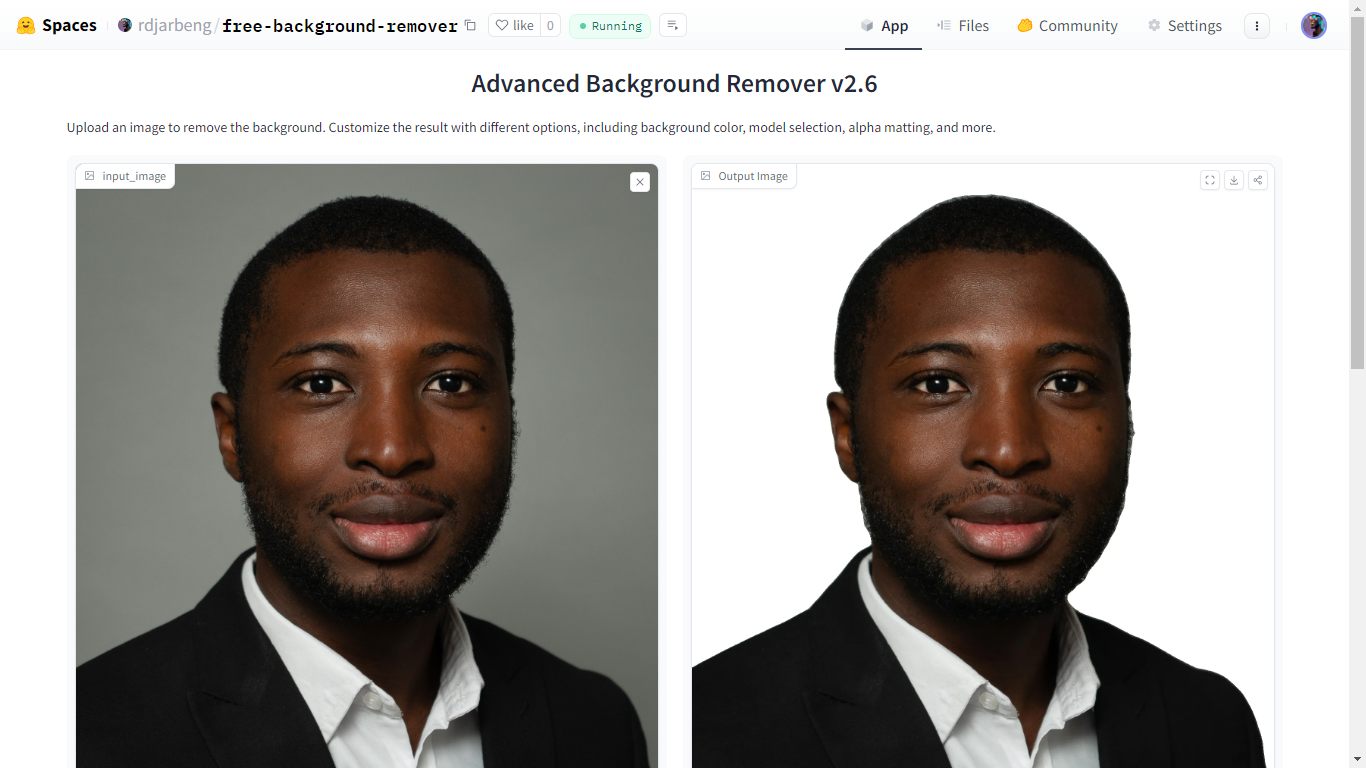 Spaces rdjarbeng/free-background-remover like 0 Running App Files Community Settings
Advanced Background Remover v2.6
Upload an image to remove the background. Customize the result with different options, including background color, model selection, alpha matting, and more.
input_image
Output Image